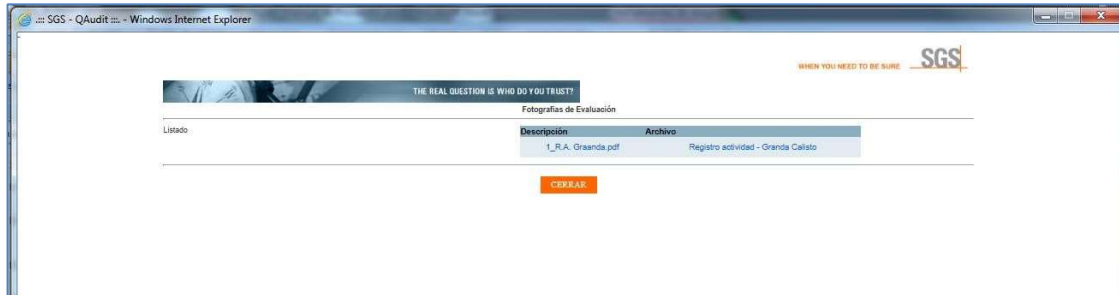 .::: SGS - QAudit :::. - Windows Internet Explorer
WHEN YOU NEED TO BE SURE SGS
THE REAL QUESTION IS WHO DO YOU TRUST?
Fotografías de Evaluación
Listado
Descripción Archivo
1_R.A. Graanda.pdf Registro actividad - Granda Calisto
CERRAR